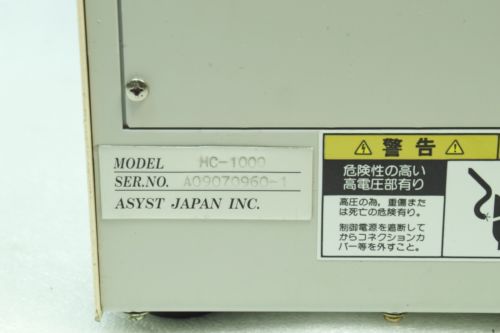 MODEL HC-1000
SER.NO. A09070960-1
ASYST JAPAN INC.
⚠ 警告 ⚠
危険性の高い
高電圧部有り
高圧の為，重傷また
は死亡の危険有り。
制御電源を遮断して
からコネクションカ
バー等を外すこと。